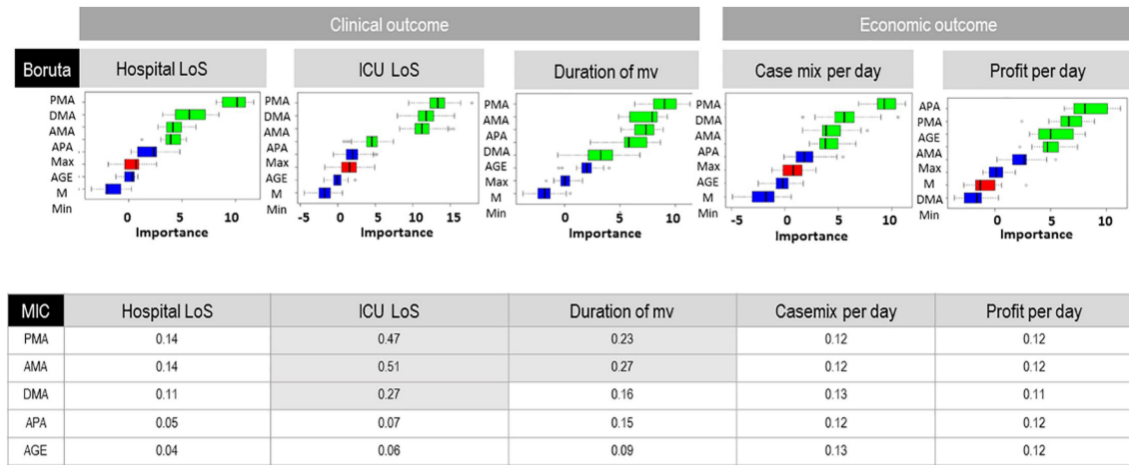 Clinical outcome Economic outcome
Boruta Hospital LoS ICU LoS Duration of mv Case mix per day Profit per day
PMA
DMA
AMA
APA
Max
AGE
M
Min
0 5 10
Importance
PMA
DMA
AMA
APA
Max
AGE
M
Min
-5 0 5 10 15
Importance
PMA
AMA
APA
DMA
AGE
Max
M
Min
0 5 10
Importance
PMA
DMA
AMA
APA
Max
AGE
M
Min
-5 0 5 10
Importance
APA
PMA
AGE
AMA
Max
M
DMA
Min
0 5 10
Importance
MIC Hospital LoS ICU LoS Duration of mv Casemix per day Profit per day
PMA 0.14 0.47 0.23 0.12 0.12
AMA 0.14 0.51 0.27 0.12 0.12
DMA 0.11 0.27 0.16 0.13 0.11
APA 0.05 0.07 0.15 0.12 0.12
AGE 0.04 0.06 0.09 0.13 0.12